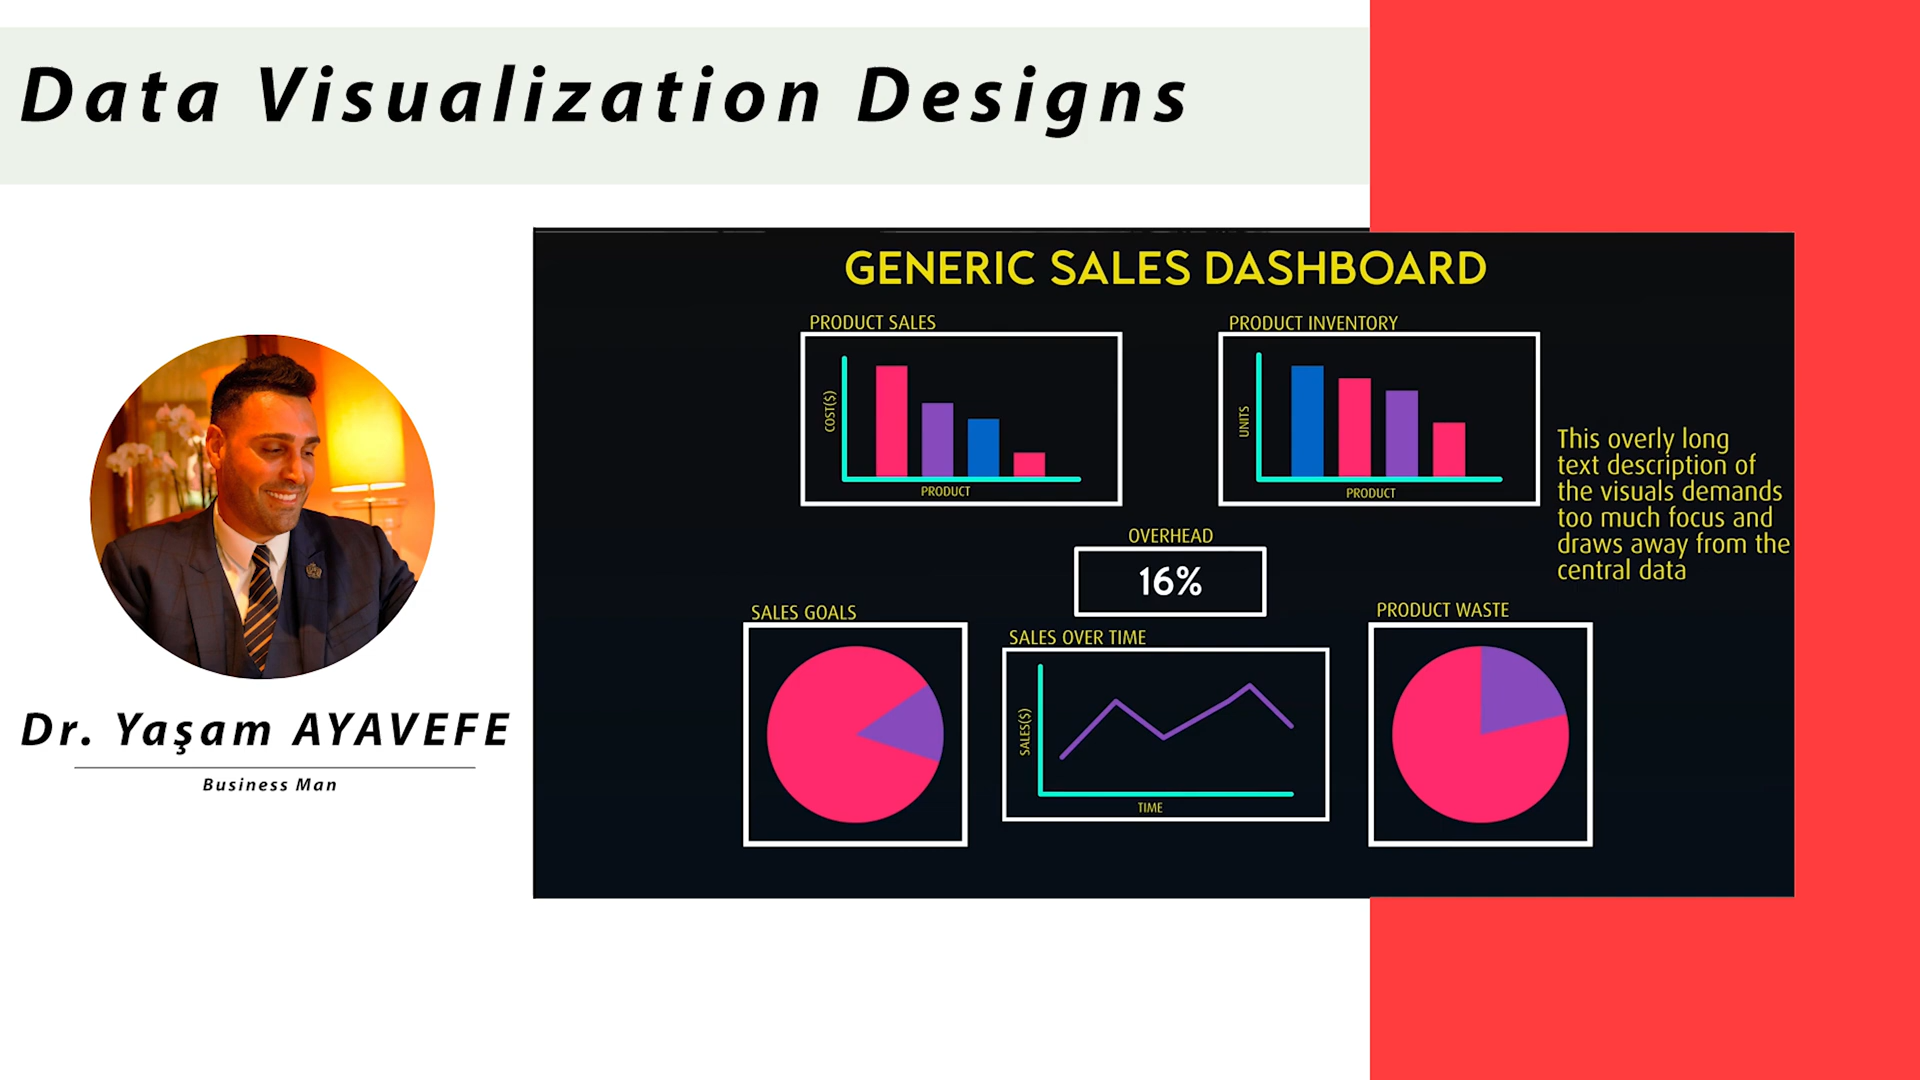 Data Visualization Designs
GENERIC SALES DASHBOARD
PRODUCT SALES
COST($)
PRODUCT
PRODUCT INVENTORY
UNITS
PRODUCT
This overly long
text description of
the visuals demands
too much focus and
draws away from the
central data
OVERHEAD
16%
SALES GOALS
SALES OVER TIME
SALES($)
TIME
PRODUCT WASTE
Dr. Yaşam AYAVEFE
Business Man